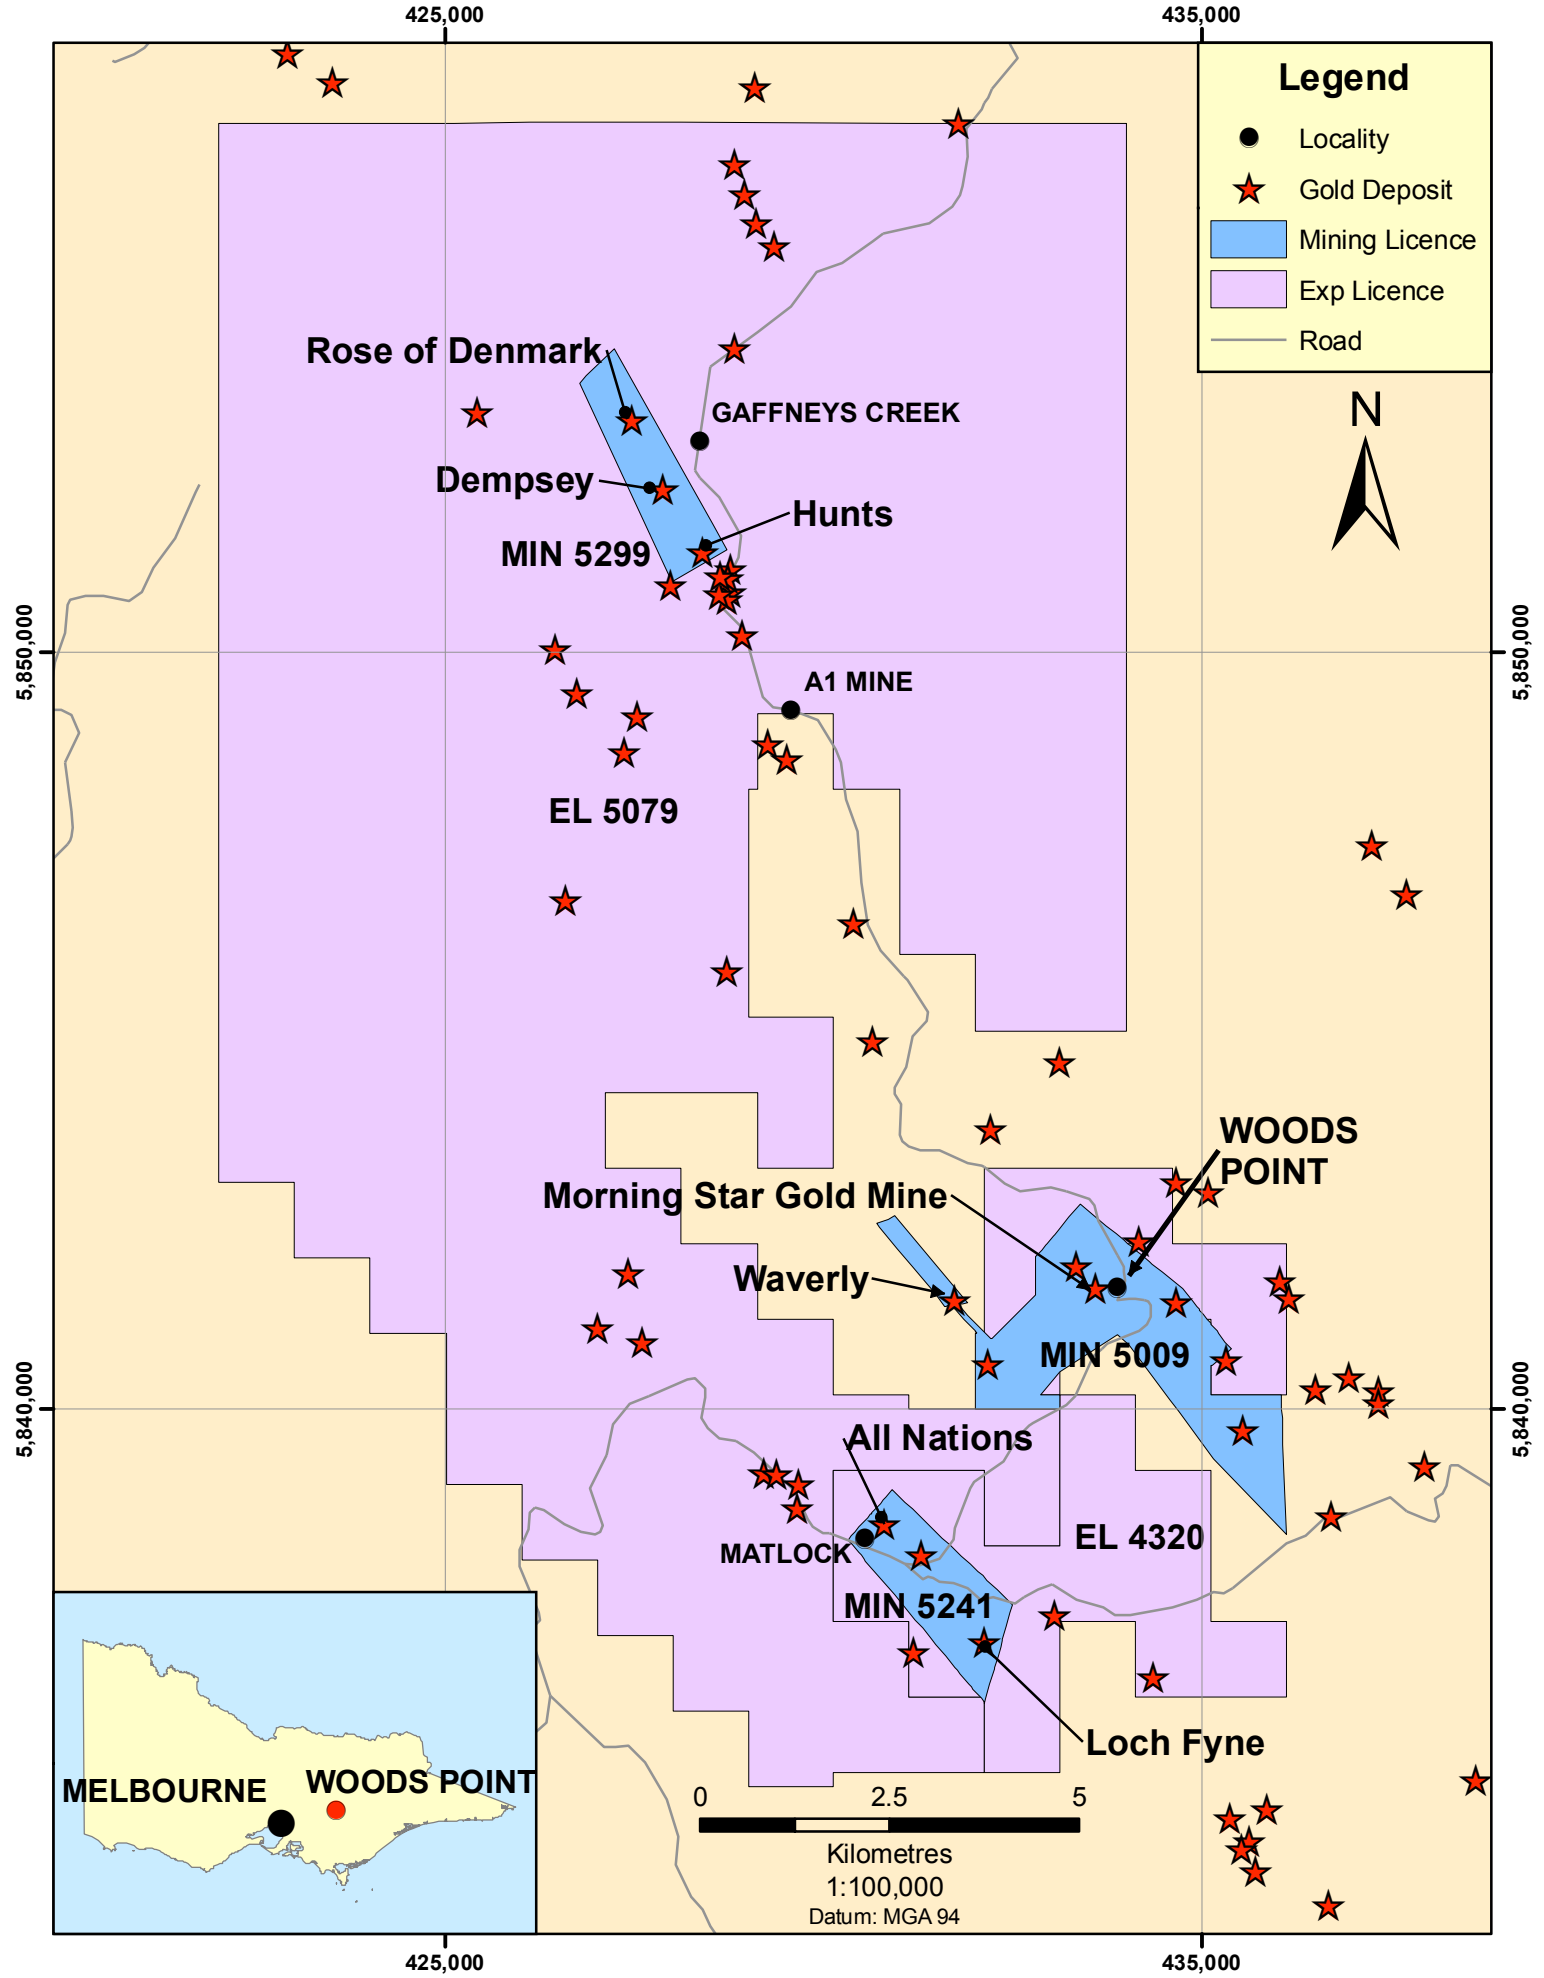 425,000
435,000
Legend
Locality
Gold Deposit
Mining Licence
Exp Licence
Road
N
Rose of Denmark
GAFFNEYS CREEK
Dempsey
Hunts
MIN 5299
5,850,000
5,850,000
A1 MINE
EL 5079
WOODS
POINT
Morning Star Gold Mine
Waverly
MIN 5009
5,840,000
5,840,000
All Nations
EL 4320
MATLOCK
MIN 5241
Loch Fyne
MELBOURNE
WOODS POINT
0
2.5
5
Kilometres
1:100,000
Datum: MGA 94
425,000
435,000